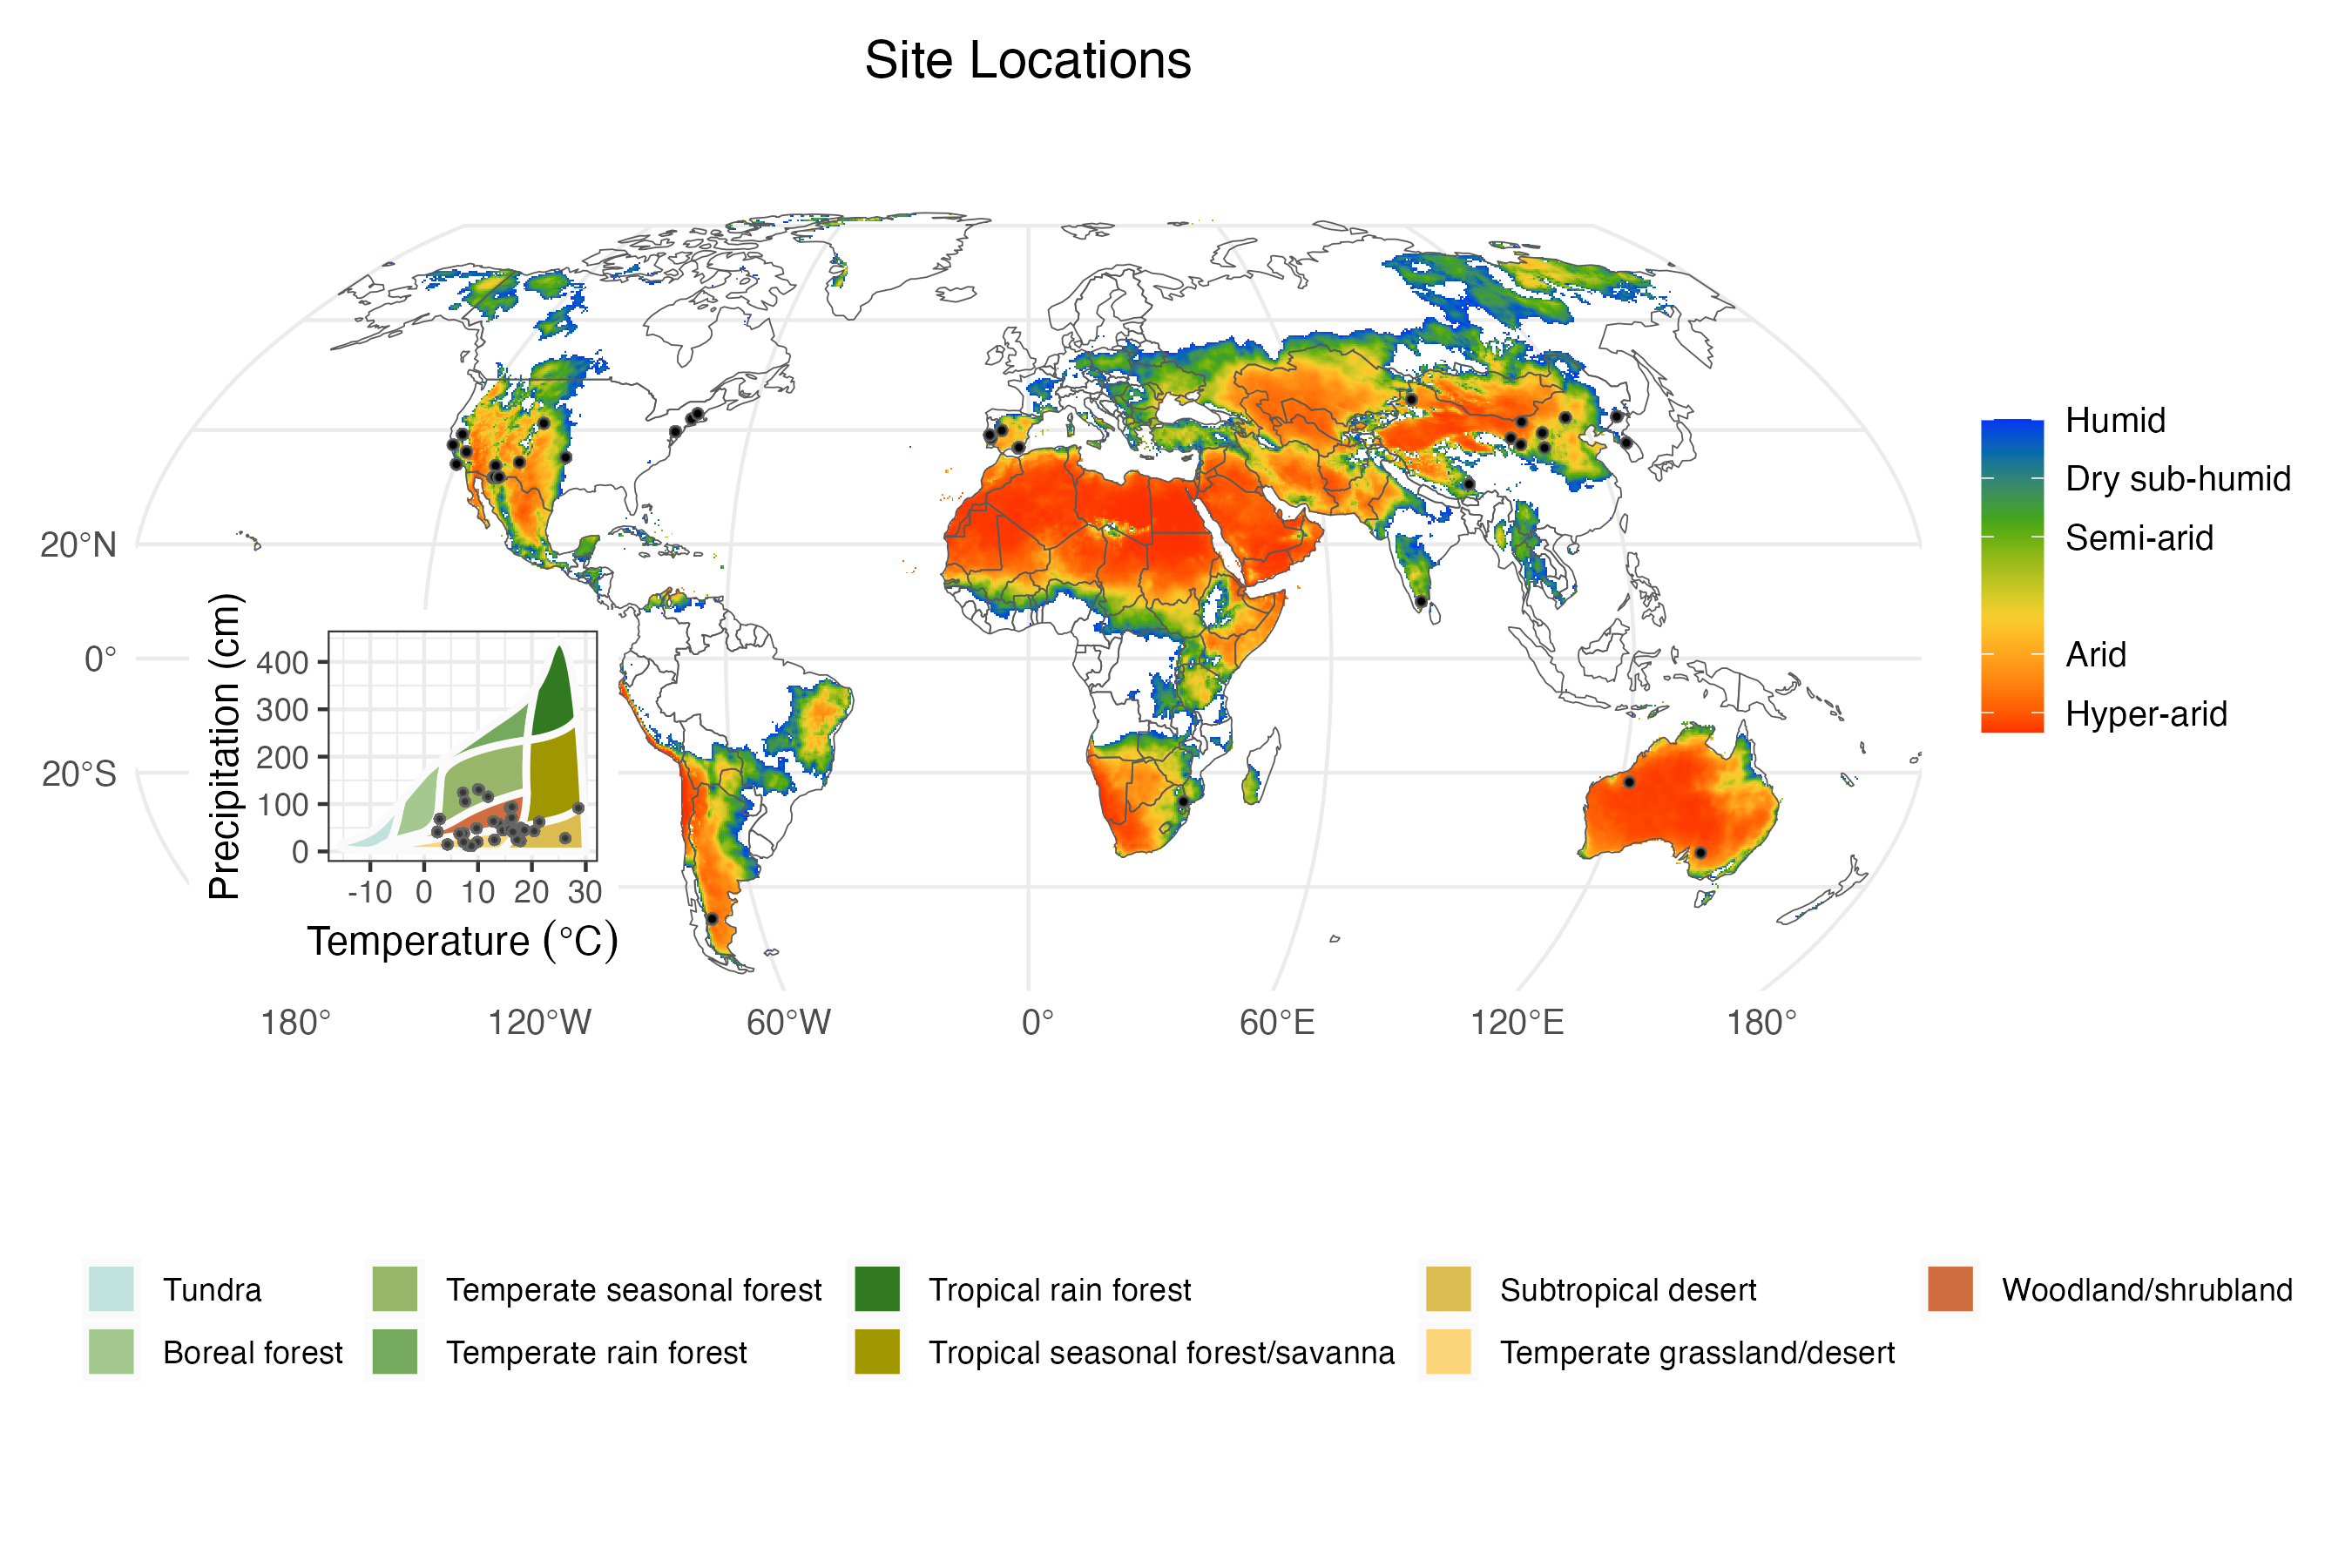 Site Locations
20°N
0°
20°S
180°
120°W
60°W
0°
60°E
120°E
180°
Precipitation (cm)
400
300
200
100
0
-10 0 10 20 30
Temperature (°C)
Humid
Dry sub-humid
Semi-arid
Arid
Hyper-arid
Tundra
Temperate seasonal forest
Tropical rain forest
Subtropical desert
Woodland/shrubland
Boreal forest
Temperate rain forest
Tropical seasonal forest/savanna
Temperate grassland/desert